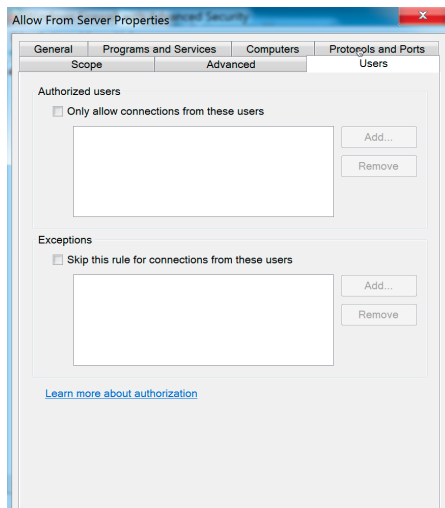 Allow From Server Properties
General Programs and Services Computers Protocols and Ports
Scope Advanced Users
Authorized users
Only allow connections from these users
Add...
Remove
Exceptions
Skip this rule for connections from these users
Add...
Remove
Learn more about authorization